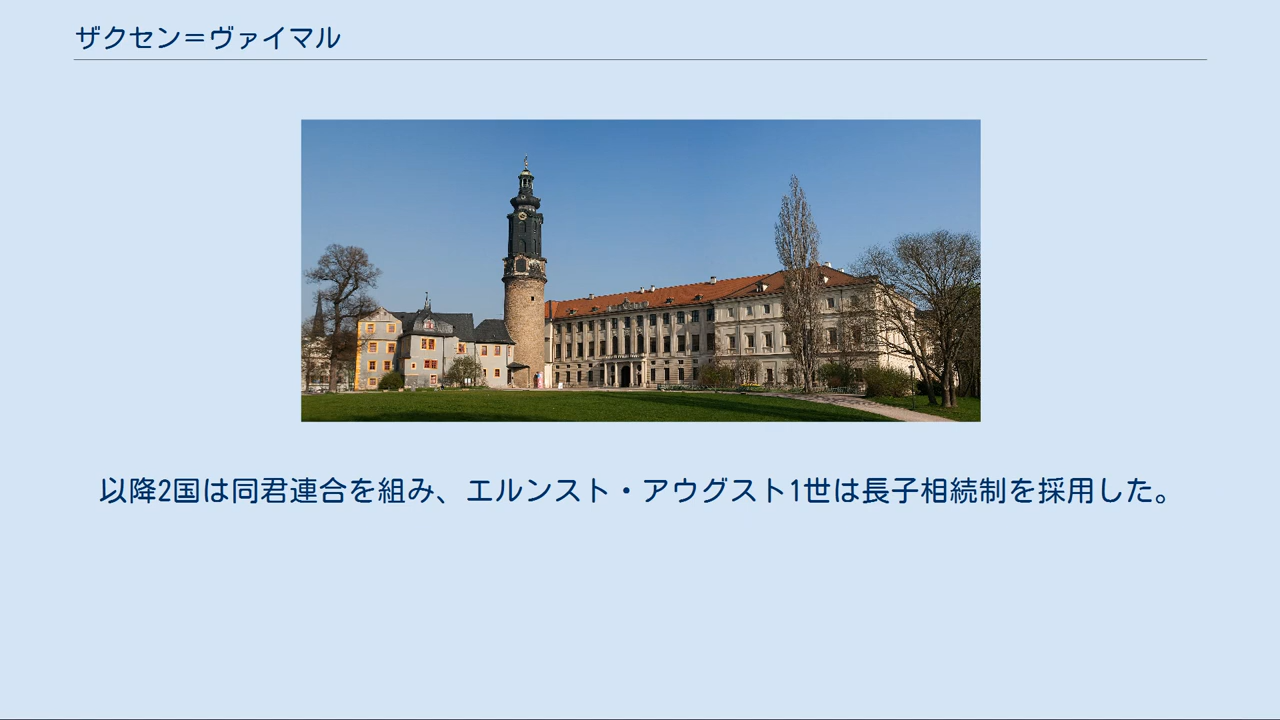 ザクセン＝ヴァイマル
以降2国は同君連合を組み、エルンスト・アウグスト1世は長子相続制を採用した。